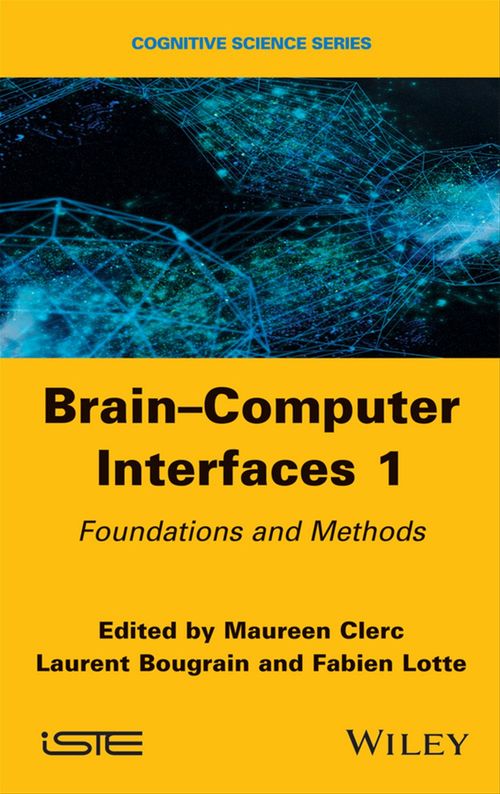 COGNITIVE SCIENCE SERIES
Brain–Computer
Interfaces 1
Foundations and Methods
Edited by Maureen Clerc
Laurent Bougrain and Fabien Lotte
iSTE
WILEY